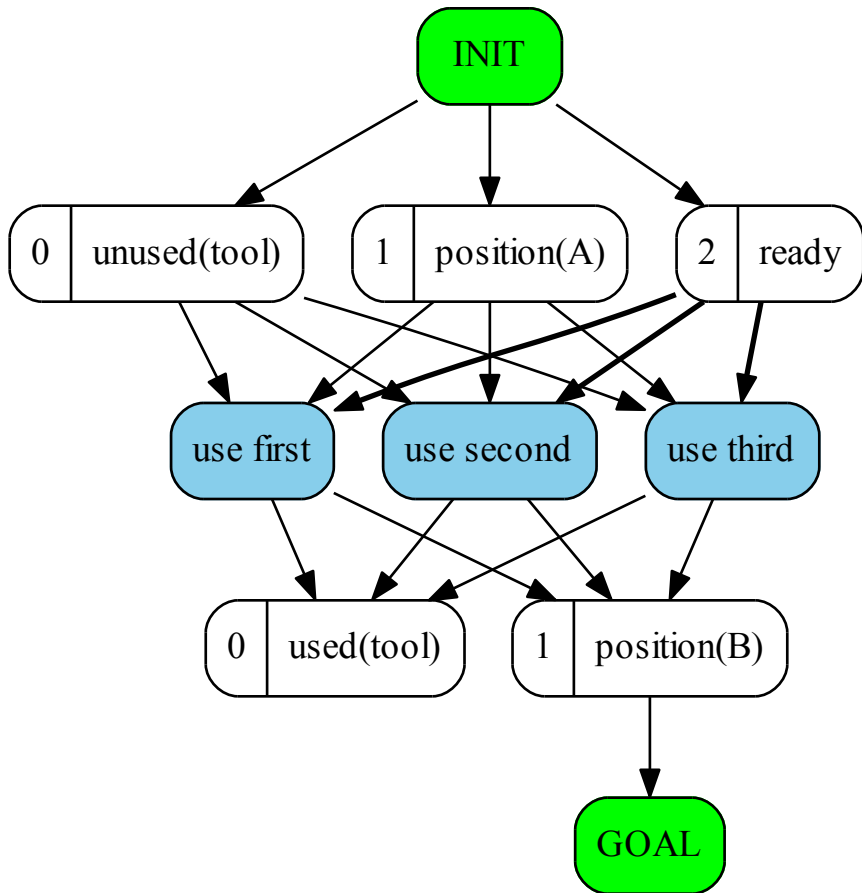 INIT
0 unused(tool)
1 position(A)
2 ready
use first
use second
use third
0 used(tool)
1 position(B)
GOAL